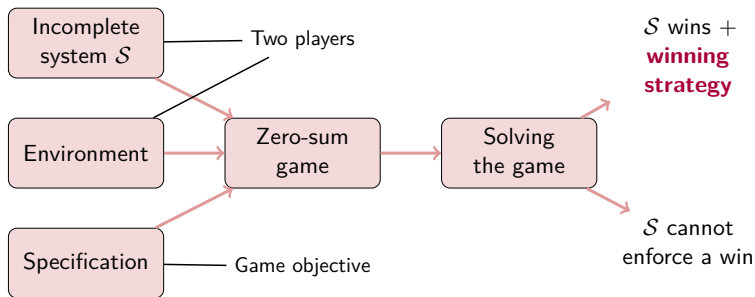 Incomplete
system 𝒮
Two players
Environment
Specification
Game objective
Zero-sum
game
Solving
the game
𝒮 wins +
winning
strategy
𝒮 cannot
enforce a win